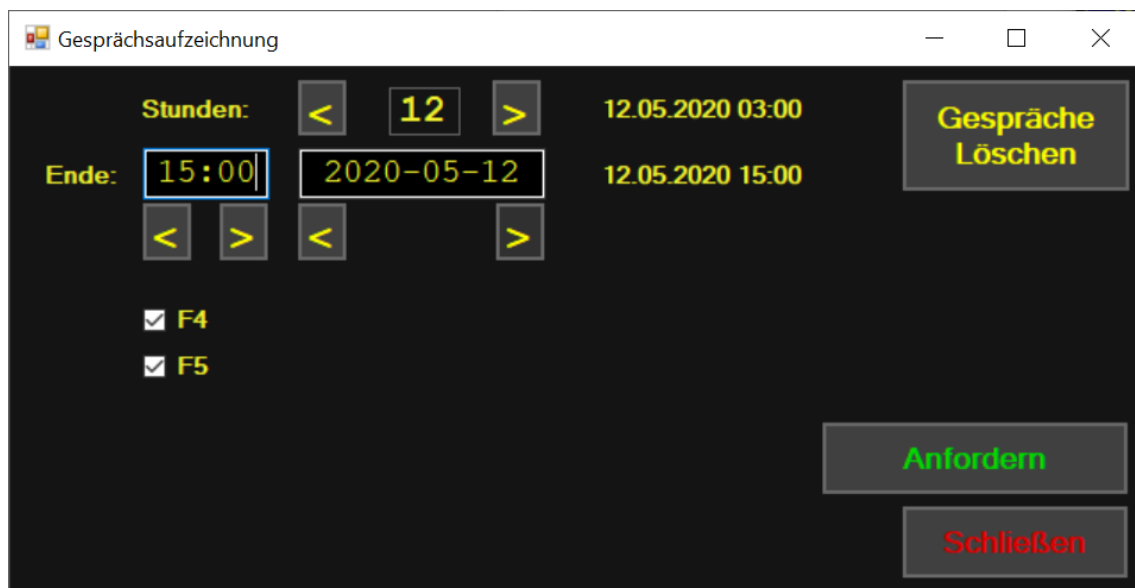 Gesprächsaufzeichnung
Stunden: < 12 > 12.05.2020 03:00
Gespräche
Löschen
Ende: 15:00 2020-05-12 12.05.2020 15:00
< > < >
F4
F5
Anfordern
Schließen